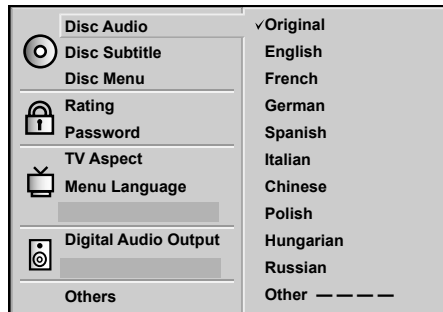 Disc Audio
Disc Subtitle
Disc Menu
Rating
Password
TV Aspect
Menu Language
Digital Audio Output
Others
✓Original
English
French
German
Spanish
Italian
Chinese
Polish
Hungarian
Russian
Other — — — —